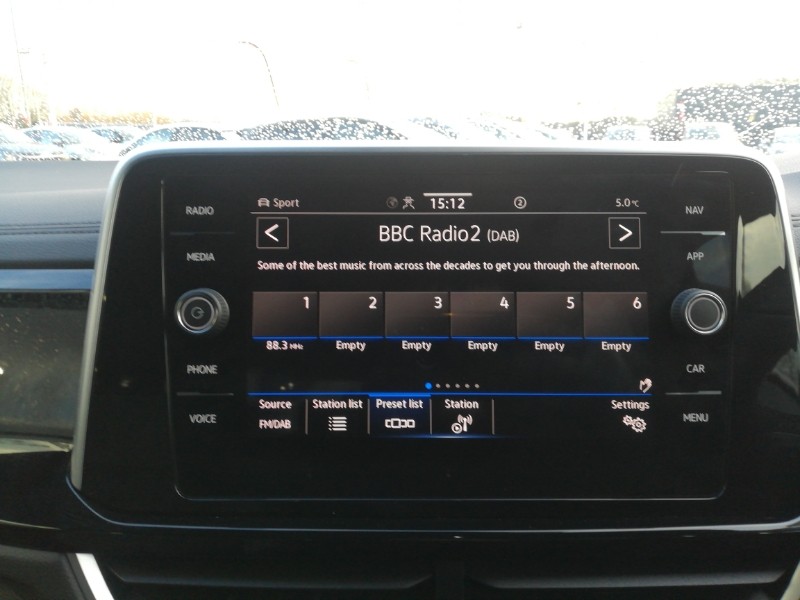 Sport 15:12 2 5.0°C
RADIO NAV
< BBC Radio2 (DAB) >
MEDIA APP
Some of the best music from across the decades to get you through the afternoon.
1 2 3 4 5 6
88.3 MHz Empty Empty Empty Empty Empty
PHONE CAR
Source Station list Preset list Station Settings
FM/DAB
VOICE MENU